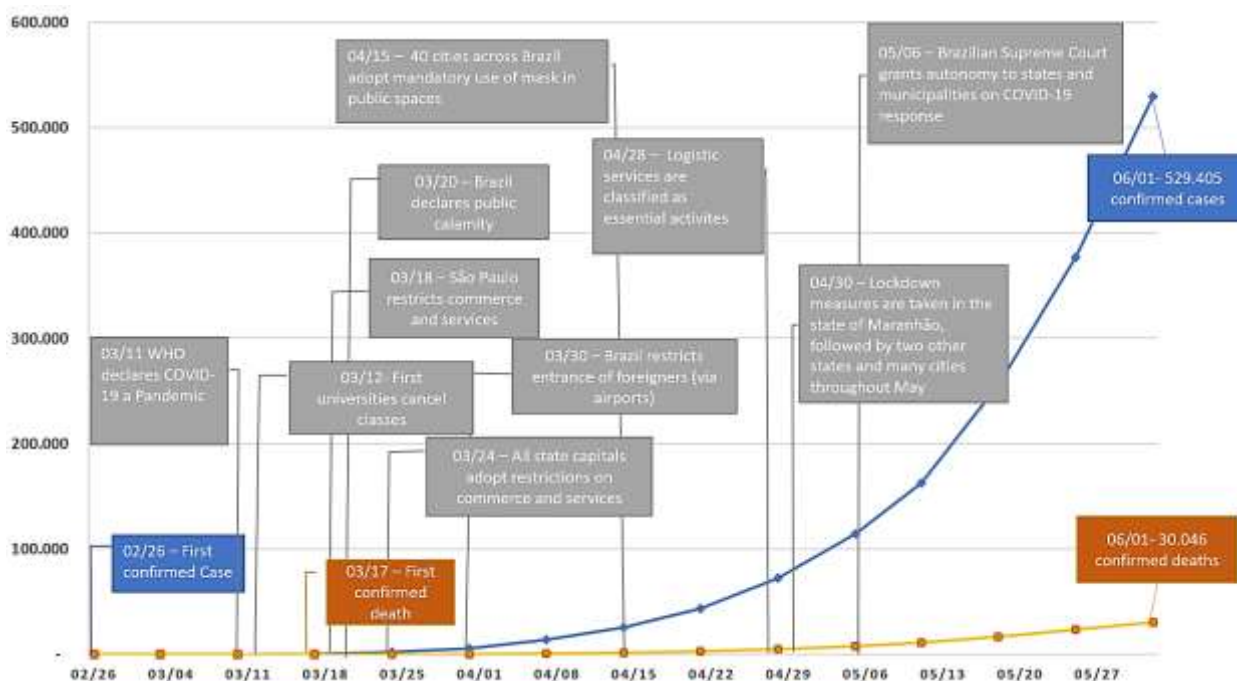 600.000
500.000
400.000
300.000
200.000
100.000
-
04/15 – 40 cities across Brazil
adopt mandatory use of mask in
public spaces
05/06 – Brazilian Supreme Court
grants autonomy to states and
municipalities on COVID-19
response
04/28 – Logistic
services are
classified as
essential activites
03/20 – Brazil
declares public
calamity
06/01- 529.405
confirmed cases
03/18 – São Paulo
restricts commerce
and services
04/30 – Lockdown
measures are taken in the
state of Maranhão,
followed by two other
states and many cities
throughout May
03/11 WHO
declares COVID-
19 a Pandemic
03/12- First
universities cancel
classes
03/30 – Brazil restricts
entrance of foreigners (via
airports)
03/24 – All state capitals
adopt restrictions on
commerce and services
02/26 – First
confirmed Case
03/17 – First
confirmed
death
06/01- 30.046
confirmed deaths
02/26 03/04 03/11 03/18 03/25 04/01 04/08 04/15 04/22 04/29 05/06 05/13 05/20 05/27